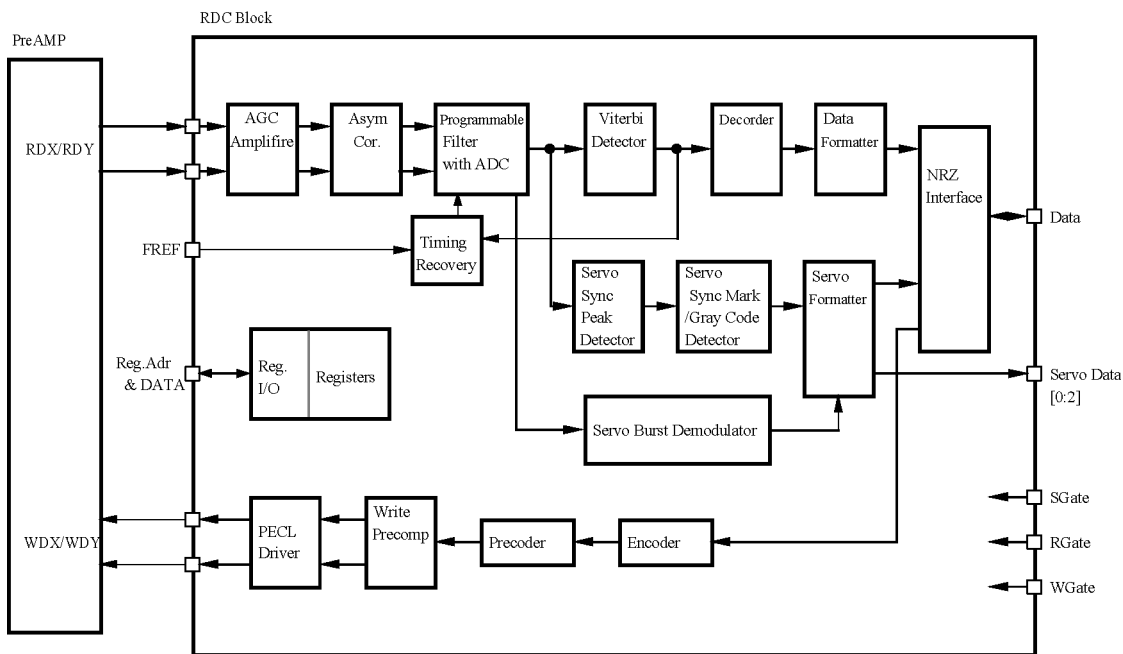 RDC Block
PreAMP
RDX/RDY
AGC
Amplifire
Asym
Cor.
Programmable
Filter
with ADC
Viterbi
Detector
Decorder
Data
Formatter
NRZ
Interface
Data
FREF
Timing
Recovery
Servo
Sync
Peak
Detector
Servo
Sync Mark
/Gray Code
Detector
Servo
Formatter
Reg.Adr
& DATA
Reg.
I/O
Registers
Servo Data
[0:2]
Servo Burst Demodulator
WDX/WDY
PECL
Driver
Write
Precomp
Precoder
Encoder
SGate
RGate
WGate